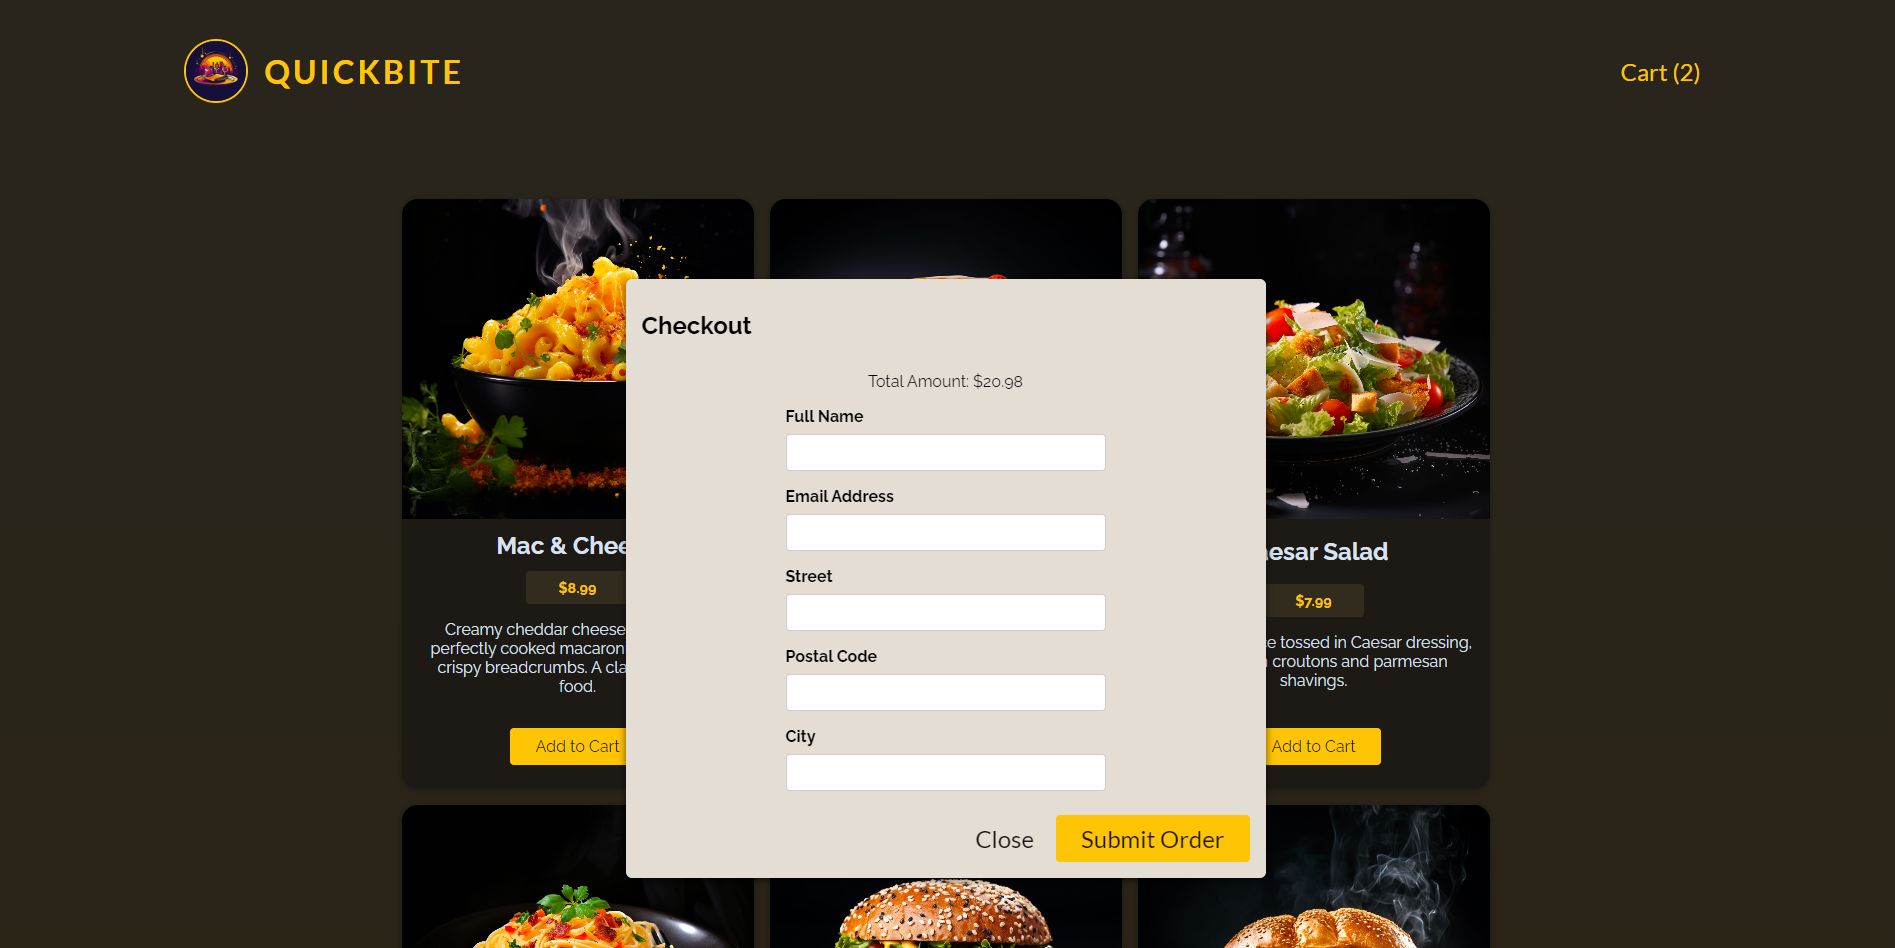 QUICKBITE
Cart (2)
Checkout
Total Amount: $20.98
Full Name
Email Address
Street
Postal Code
City
Close
Submit Order
Mac & Chee
$8.99
Creamy cheddar cheese
perfectly cooked macaron
crispy breadcrumbs. A cla
food.
Add to Cart
esar Salad
$7.99
e tossed in Caesar dressing,
croutons and parmesan
shavings.
Add to Cart